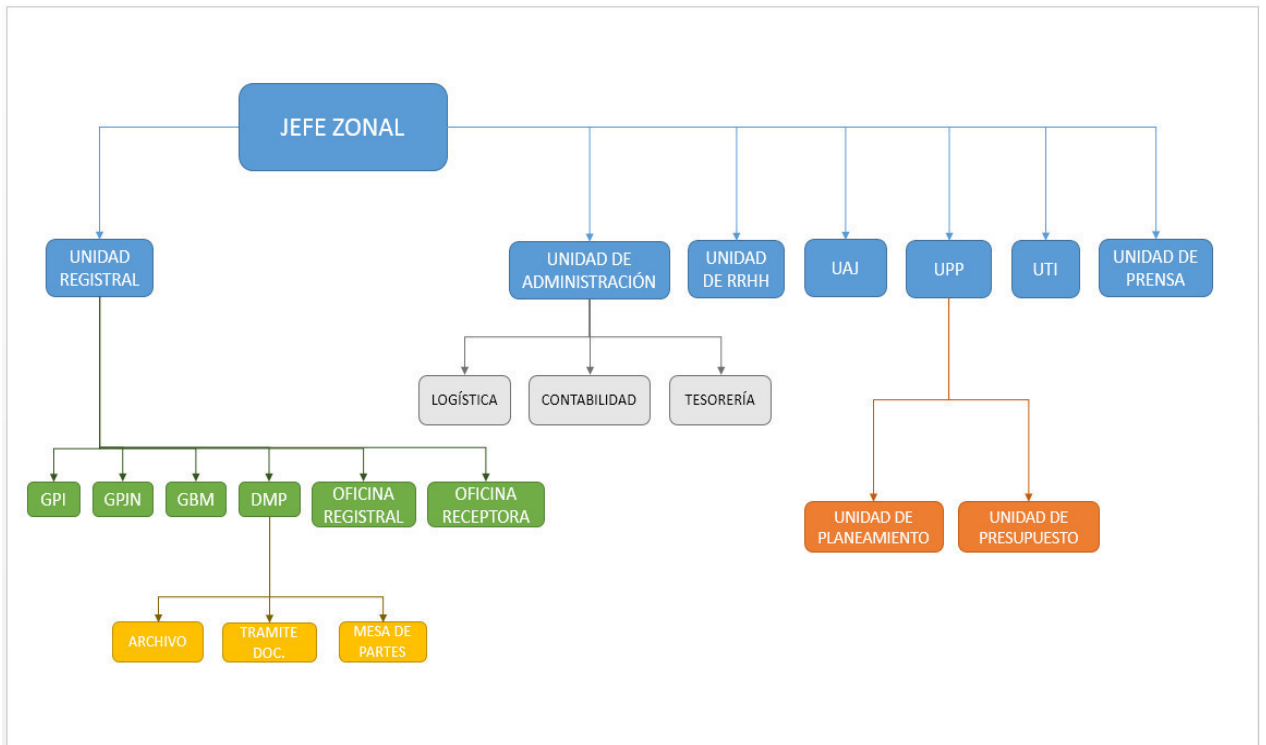 JEFE ZONAL
UNIDAD
REGISTRAL
UNIDAD DE
ADMINISTRACIÓN
UNIDAD
DE RRHH
UAJ
UPP
UTI
UNIDAD DE
PRENSA
LOGÍSTICA
CONTABILIDAD
TESORERÍA
GPI
GPJN
GBM
DMP
OFICINA
REGISTRAL
OFICINA
RECEPTORA
UNIDAD DE
PLANEAMIENTO
UNIDAD DE
PRESUPUESTO
ARCHIVO
TRAMITE
DOC.
MESA DE
PARTES